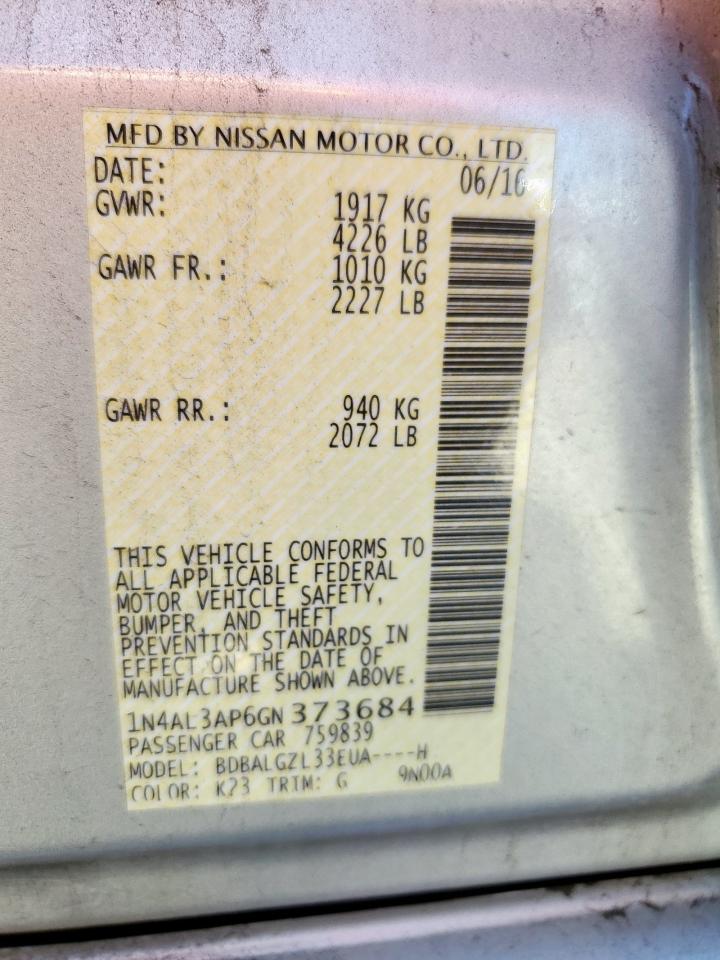 MFD BY NISSAN MOTOR CO., LTD.
DATE: 06/16
GVWR: 1917 KG
4226 LB
GAWR FR.: 1010 KG
2227 LB
GAWR RR.: 940 KG
2072 LB
THIS VEHICLE CONFORMS TO
ALL APPLICABLE FEDERAL
MOTOR VEHICLE SAFETY,
BUMPER, AND THEFT
PREVENTION STANDARDS IN
EFFECT ON THE DATE OF
MANUFACTURE SHOWN ABOVE.
1N4AL3AP6GN 373684
PASSENGER CAR 759839
MODEL: BDBALGZL33EUA----H
COLOR: K23 TRIM: G 9N00A